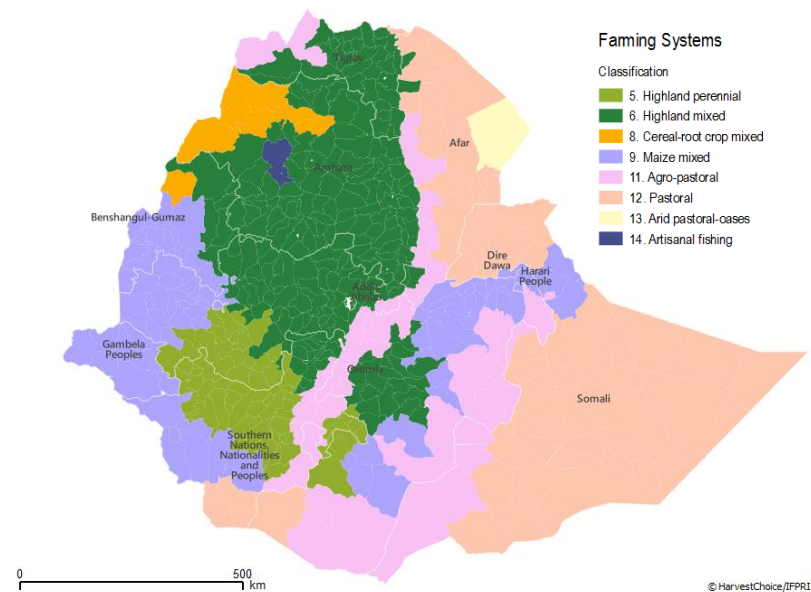 Farming Systems
Classification
5. Highland perennial
6. Highland mixed
8. Cereal-root crop mixed
9. Maize mixed
11. Agro-pastoral
12. Pastoral
13. Arid pastoral-oases
14. Artisanal fishing
Tigray
Afar
Amhara
Benshangul-Gumaz
Dire
Dawa
Harari
People
Addis
Ababa
Gambela
Peoples
Oromia
Somali
Southern
Nations,
Nationalities
and
Peoples
0
500
km
© HarvestChoice/IFPRI